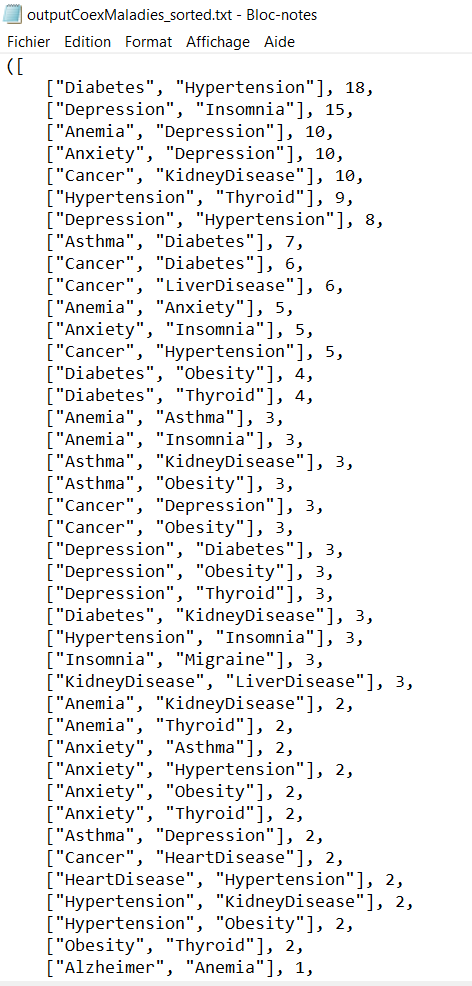 outputCoexMaladies_sorted.txt - Bloc-notes
Fichier Edition Format Affichage Aide
([
["Diabetes", "Hypertension"], 18,
["Depression", "Insomnia"], 15,
["Anemia", "Depression"], 10,
["Anxiety", "Depression"], 10,
["Cancer", "KidneyDisease"], 10,
["Hypertension", "Thyroid"], 9,
["Depression", "Hypertension"], 8,
["Asthma", "Diabetes"], 7,
["Cancer", "Diabetes"], 6,
["Cancer", "LiverDisease"], 6,
["Anemia", "Anxiety"], 5,
["Anxiety", "Insomnia"], 5,
["Cancer", "Hypertension"], 5,
["Diabetes", "Obesity"], 4,
["Diabetes", "Thyroid"], 4,
["Anemia", "Asthma"], 3,
["Anemia", "Insomnia"], 3,
["Asthma", "KidneyDisease"], 3,
["Asthma", "Obesity"], 3,
["Cancer", "Depression"], 3,
["Cancer", "Obesity"], 3,
["Depression", "Diabetes"], 3,
["Depression", "Obesity"], 3,
["Depression", "Thyroid"], 3,
["Diabetes", "KidneyDisease"], 3,
["Hypertension", "Insomnia"], 3,
["Insomnia", "Migraine"], 3,
["KidneyDisease", "LiverDisease"], 3,
["Anemia", "KidneyDisease"], 2,
["Anemia", "Thyroid"], 2,
["Anxiety", "Asthma"], 2,
["Anxiety", "Hypertension"], 2,
["Anxiety", "Obesity"], 2,
["Anxiety", "Thyroid"], 2,
["Asthma", "Depression"], 2,
["Cancer", "HeartDisease"], 2,
["HeartDisease", "Hypertension"], 2,
["Hypertension", "KidneyDisease"], 2,
["Hypertension", "Obesity"], 2,
["Obesity", "Thyroid"], 2,
["Alzheimer", "Anemia"], 1,